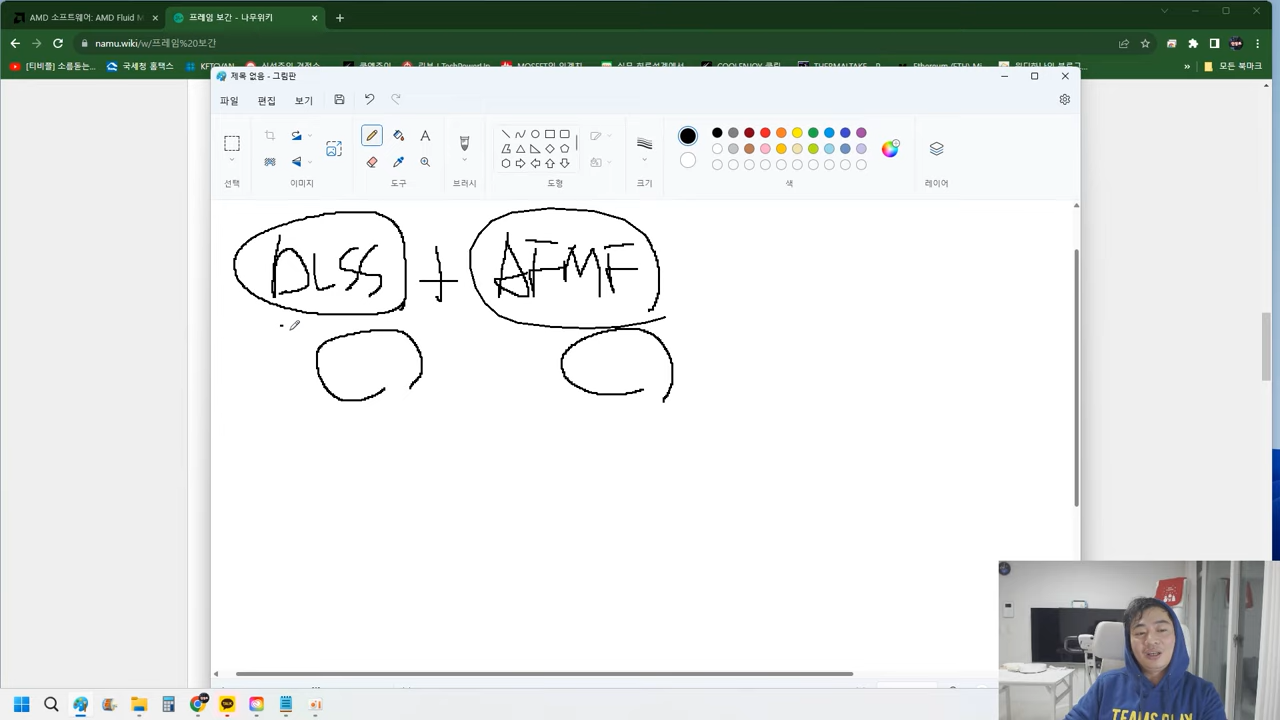 AMD 소프트웨어: AMD Fluid M
프레임 보간 - 나무위키
namu.wiki/w/프레임%20보간
국세청 홈택스
모든 북마크
제목 없음 - 그림판
파일 편집 보기
선택 이미지 도구 브러시 도형 크기 색 레이어
DLSS + AFMF
TEAMS PLAY